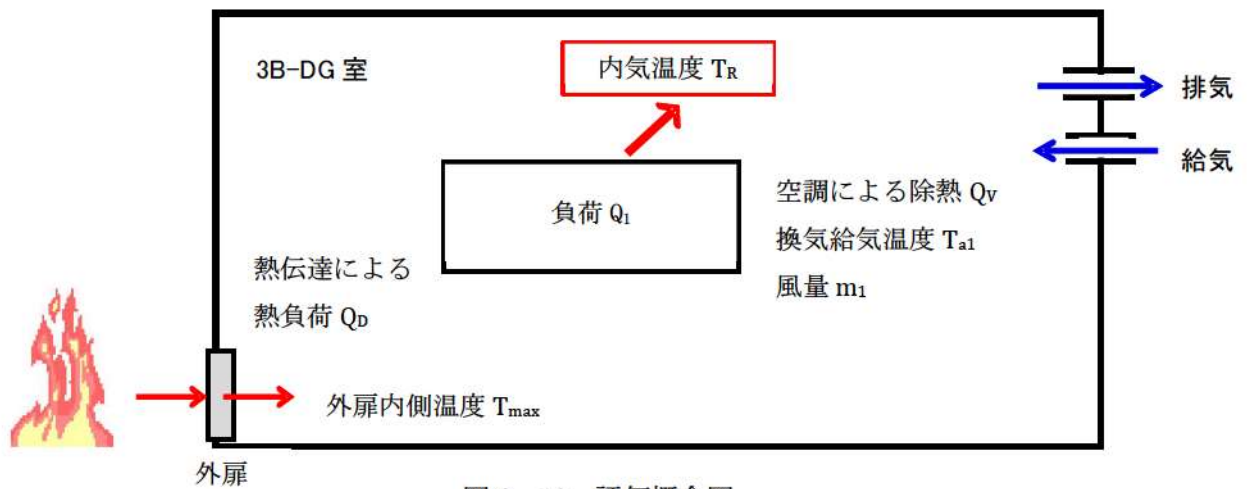 3B-DG 室
内気温度 TR
排気
給気
負荷 Q1
空調による除熱 QV
換気給気温度 Ta1
風量 m1
熱伝達による
熱負荷 QD
外扉内側温度 Tmax
外扉